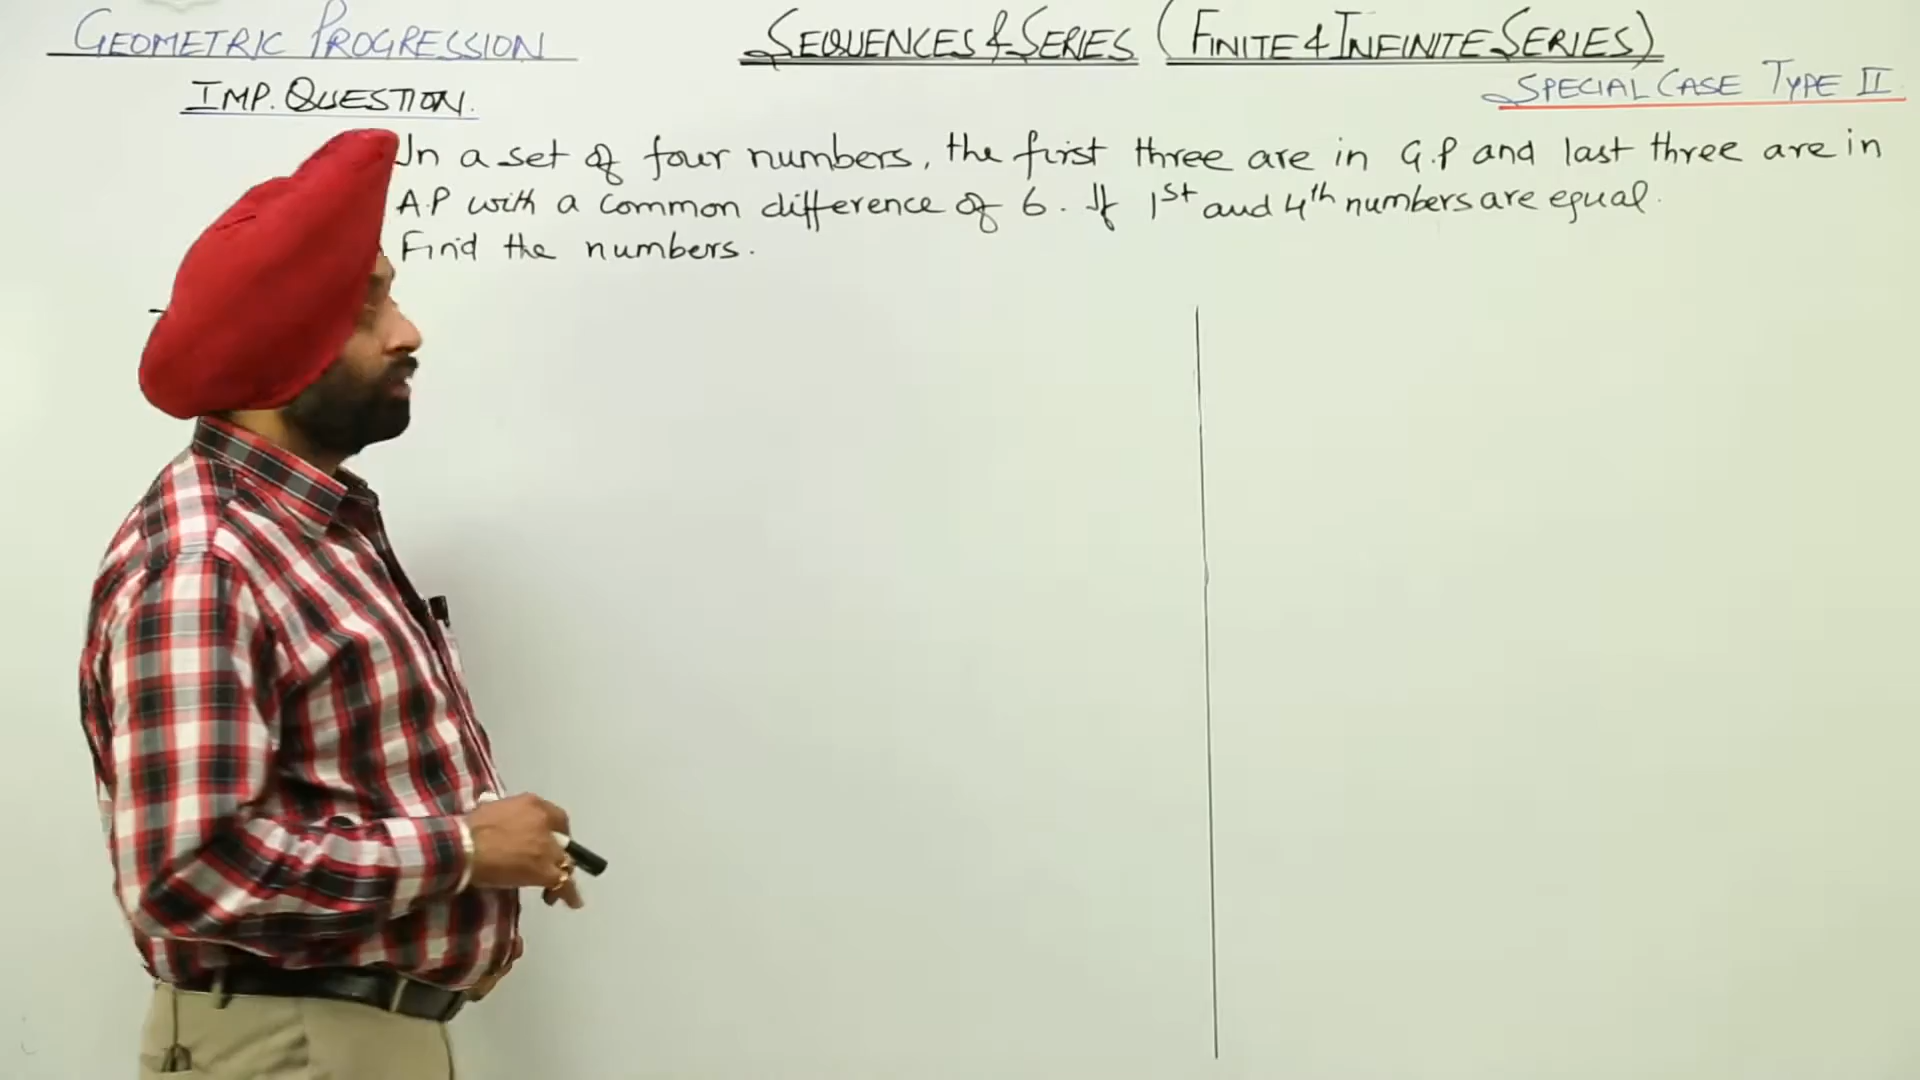 GEOMETRIC PROGRESSION
SEQUENCES & SERIES (FINITE & INFINITE SERIES)
IMP. QUESTION.
SPECIAL CASE TYPE II
In a set of four numbers, the first three are in G.P and last three are in
A.P with a common difference of 6. If 1st and 4th numbers are equal.
Find the numbers.